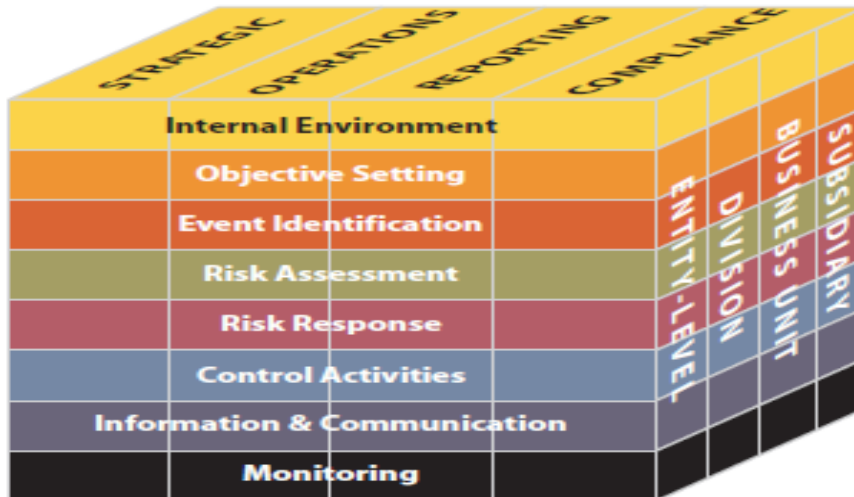 STRATEGIC
OPERATIONS
REPORTING
COMPLIANCE
Internal Environment
Objective Setting
Event Identification
Risk Assessment
Risk Response
Control Activities
Information & Communication
Monitoring
ENTITY-LEVEL
DIVISION
BUSINESS UNIT
SUBSIDIARY